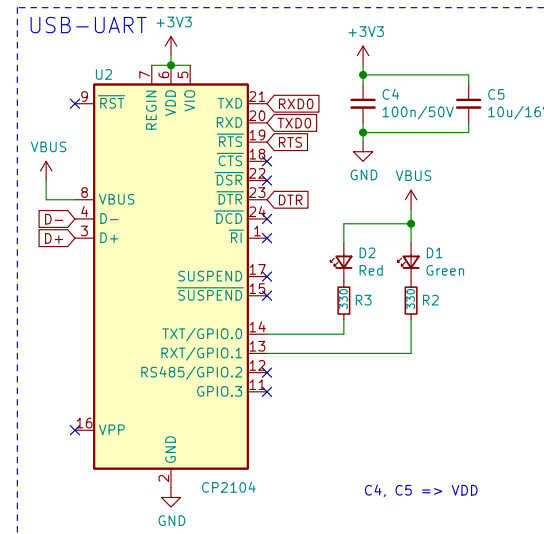 USB-UART
+3V3
U2
7 REGIN
6 VDD
5 VIO
9 RST
VBUS
8 VBUS
D- 4 D-
D+ 3 D+
16 VPP
TXD 21 RXD0
RXD 20 TXD0
RTS 19 RTS
CTS 18
DSR 22
DTR 23 DTR
DCD 24
RI 1
SUSPEND 17
SUSPEND 15
TXT/GPIO.0 14
RXT/GPIO.1 13
RS485/GPIO.2 12
GPIO.3 11
GND
2
CP2104
GND
+3V3
C4
100n/50V
C5
10u/16V
GND
VBUS
D2
Red
D1
Green
330 R3
330 R2
C4, C5 => VDD